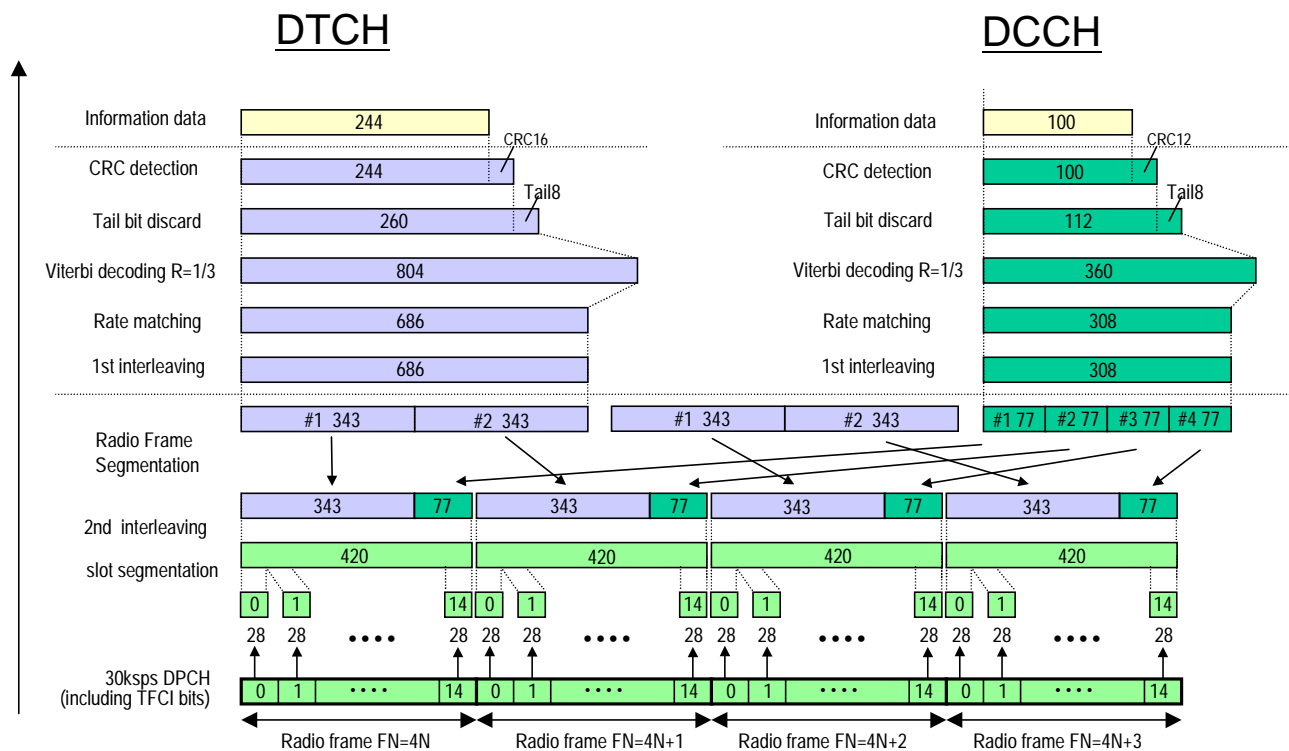 DTCH DCCH
Information data 244 Information data 100
CRC16 CRC12
CRC detection 244 CRC detection 100
Tail8 Tail8
Tail bit discard 260 Tail bit discard 112
Viterbi decoding R=1/3 804 Viterbi decoding R=1/3 360
Rate matching 686 Rate matching 308
1st interleaving 686 1st interleaving 308
Radio Frame Segmentation #1 343 #2 343 #1 343 #2 343 #1 77 #2 77 #3 77 #4 77
343 77 343 77 343 77 343 77
2nd interleaving
420 420 420 420
slot segmentation
0 1 14 0 1 14 0 1 14 0 1 14
28 28 •••• 28 28 28 •••• 28 28 28 •••• 28 28 28 •••• 28
30ksps DPCH
(including TFCI bits)
0 1 •••• 14 0 1 •••• 14 0 1 •••• 14 0 1 •••• 14
Radio frame FN=4N Radio frame FN=4N+1 Radio frame FN=4N+2 Radio frame FN=4N+3